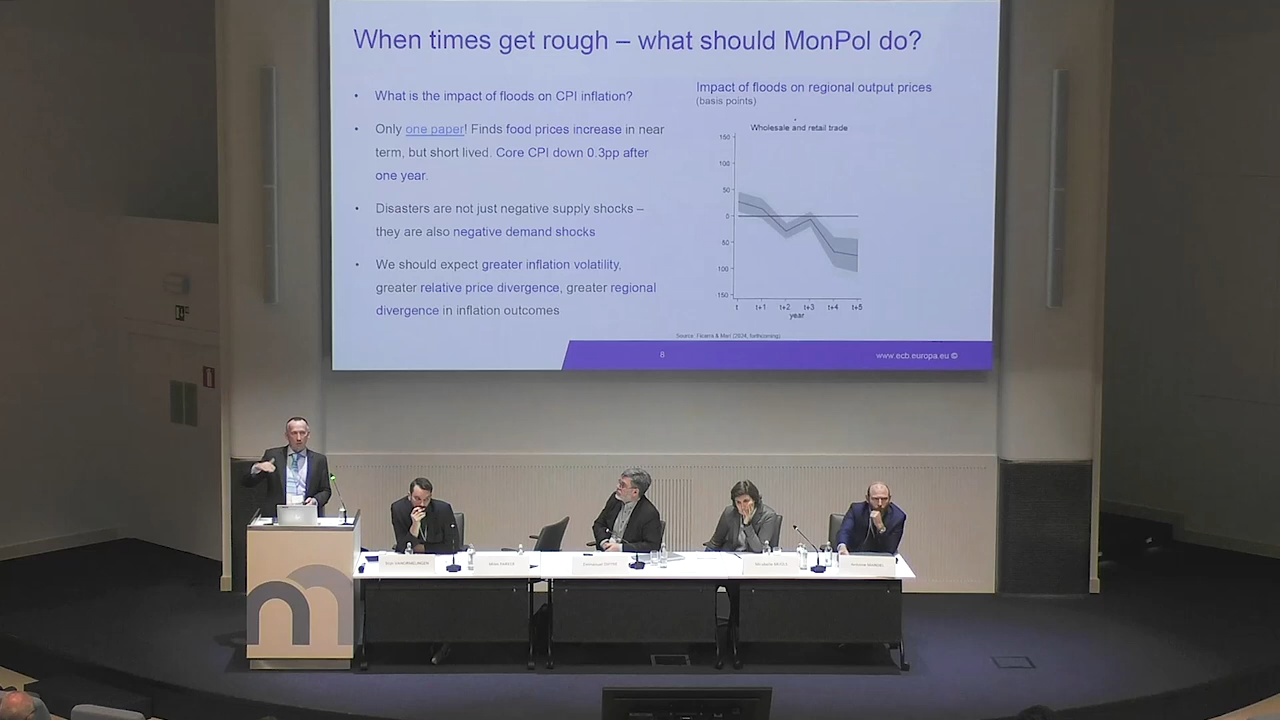 When times get rough – what should MonPol do?
• What is the impact of floods on CPI inflation?
• Only one paper! Finds food prices increase in near
term, but short lived. Core CPI down 0.3pp after
one year.
• Disasters are not just negative supply shocks –
they are also negative demand shocks
• We should expect greater inflation volatility,
greater relative price divergence, greater regional
divergence in inflation outcomes
Impact of floods on regional output prices
(basis points)
Wholesale and retail trade
150
100
50
0
50
100
150
t t+1 t+2 t+3 t+4 t+5
year
(2024, forthcoming)
8
www.ecb.europa.eu ©